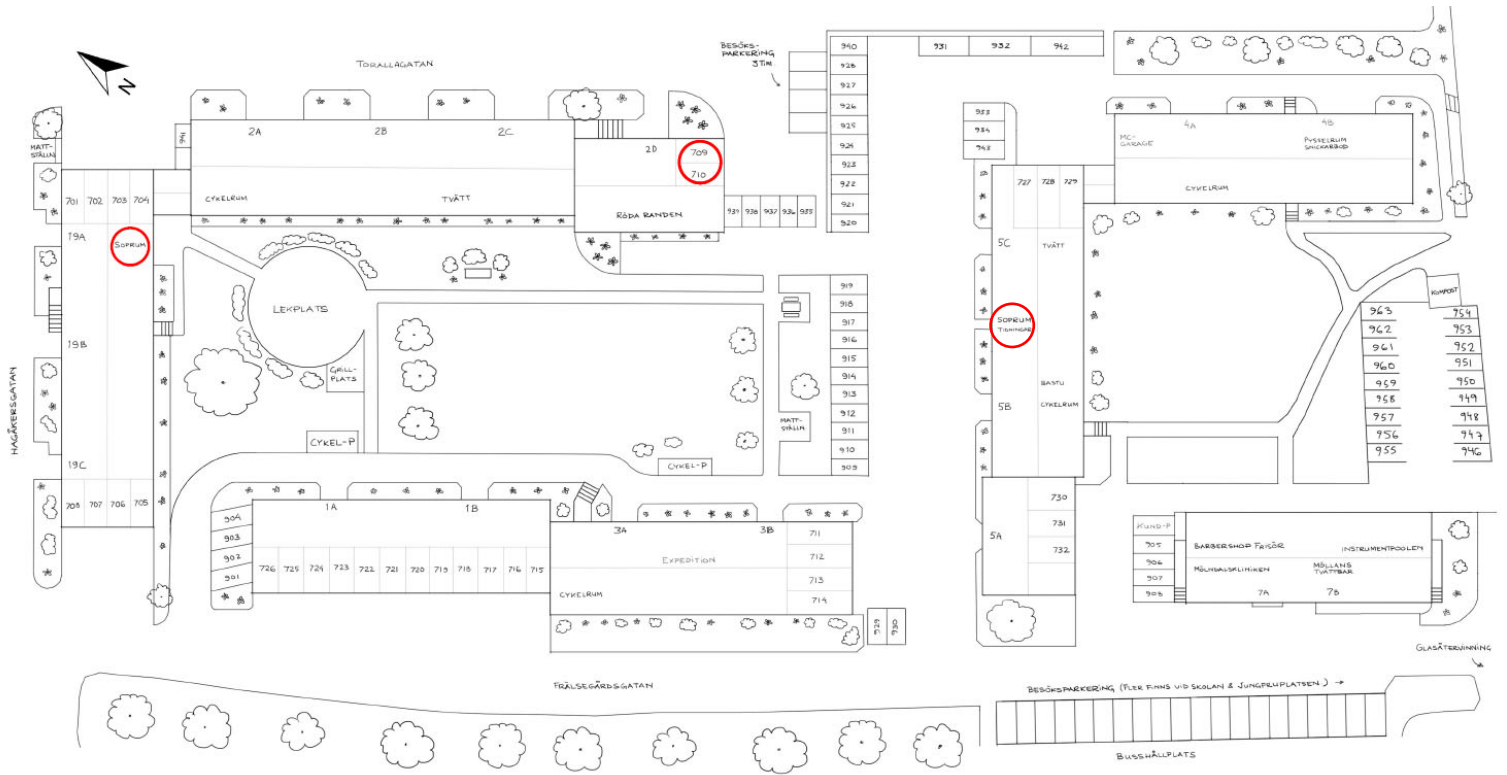 N
TORALLAGATAN
BESÖKS-
PARKERING
3 TIM
940
928
927
926
925
924
923
922
921
920
931
932
942
941
2A
2B
2C
CYKELRUM
TVÄTT
2D
709
710
RÖDA RANDEN
939
938
937
936
935
MATT-
STÄLLN
701
702
703
704
19A
SOPRUM
19B
19C
708
707
706
705
HAGÅKERSGATAN
LEKPLATS
GRILL-
PLATS
CYKEL-P
CYKEL-P
MATT-
STÄLLN
919
918
917
916
915
914
913
912
911
910
909
904
903
902
901
1A
1B
726
725
724
723
722
721
720
719
718
717
716
715
3A
3B
EXPEDITION
CYKELRUM
711
712
713
714
929
930
933
934
943
727
728
729
5C
TVÄTT
SOPRUM
TIDNINGAR
BASTU
5B
CYKELRUM
5A
730
731
732
4A
4B
MC-
GARAGE
PYSSELRUM
SNICKARBOD
CYKELRUM
KOMPOST
963
962
961
960
959
958
957
956
955
954
953
952
951
950
949
948
947
946
KUND-P
905
906
907
908
BARBERSHOP FRISÖR
INSTRUMENTPOOLEN
MÖLNDALSKLINIKEN
MÖLLANS
TVÄTTBAR
7A
7B
GLASÅTERVINNING
FRÄLSEGÅRDSGATAN
BESÖKSPARKERING (FLER FINNS VID SKOLAN & JUNGFRUPLATSEN) →
BUSSHÅLLPLATS